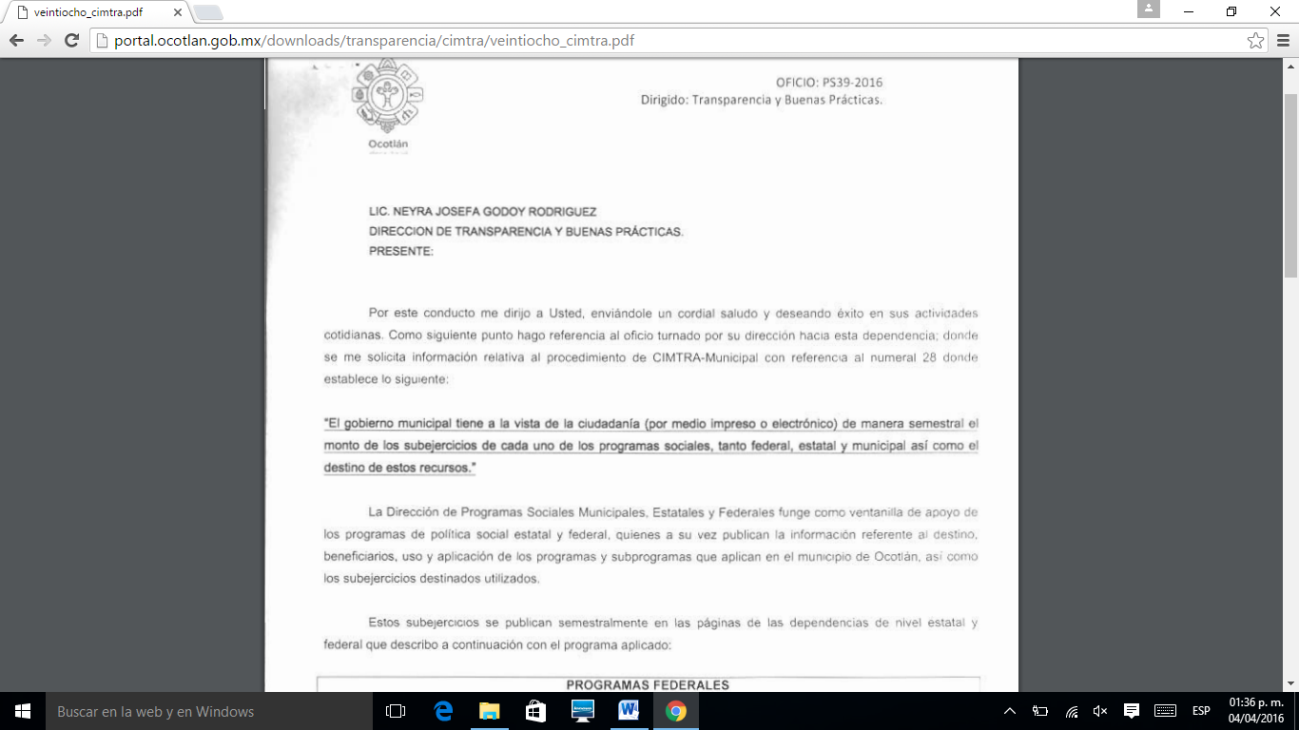 veintiocho_cimtra.pdf
portal.ocotlan.gob.mx/downloads/transparencia/cimtra/veintiocho_cimtra.pdf
OFICIO: PS39-2016
Dirigido: Transparencia y Buenas Prácticas.
Ocotlán
LIC. NEYRA JOSEFA GODOY RODRIGUEZ
DIRECCION DE TRANSPARENCIA Y BUENAS PRÁCTICAS.
PRESENTE:
Por este conducto me dirijo a Usted, enviándole un cordial saludo y deseando éxito en sus actividades
cotidianas. Como siguiente punto hago referencia al oficio turnado por su dirección hacia esta dependencia; donde
se me solicita información relativa al procedimiento de CIMTRA-Municipal con referencia al numeral 28 donde
establece lo siguiente:
"El gobierno municipal tiene a la vista de la ciudadanía (por medio impreso o electrónico) de manera semestral el
monto de los subejercicios de cada uno de los programas sociales, tanto federal, estatal y municipal así como el
destino de estos recursos."
La Dirección de Programas Sociales Municipales, Estatales y Federales funge como ventanilla de apoyo de
los programas de política social estatal y federal, quienes a su vez publican la información referente al destino,
beneficiarios, uso y aplicación de los programas y subprogramas que aplican en el municipio de Ocotlán, así como
los subejercicios destinados utilizados.
Estos subejercicios se publican semestralmente en las páginas de las dependencias de nivel estatal y
federal que describo a continuación con el programa aplicado:
PROGRAMAS FEDERALES
Buscar en la web y en Windows
ESP
01:36 p. m.
04/04/2016